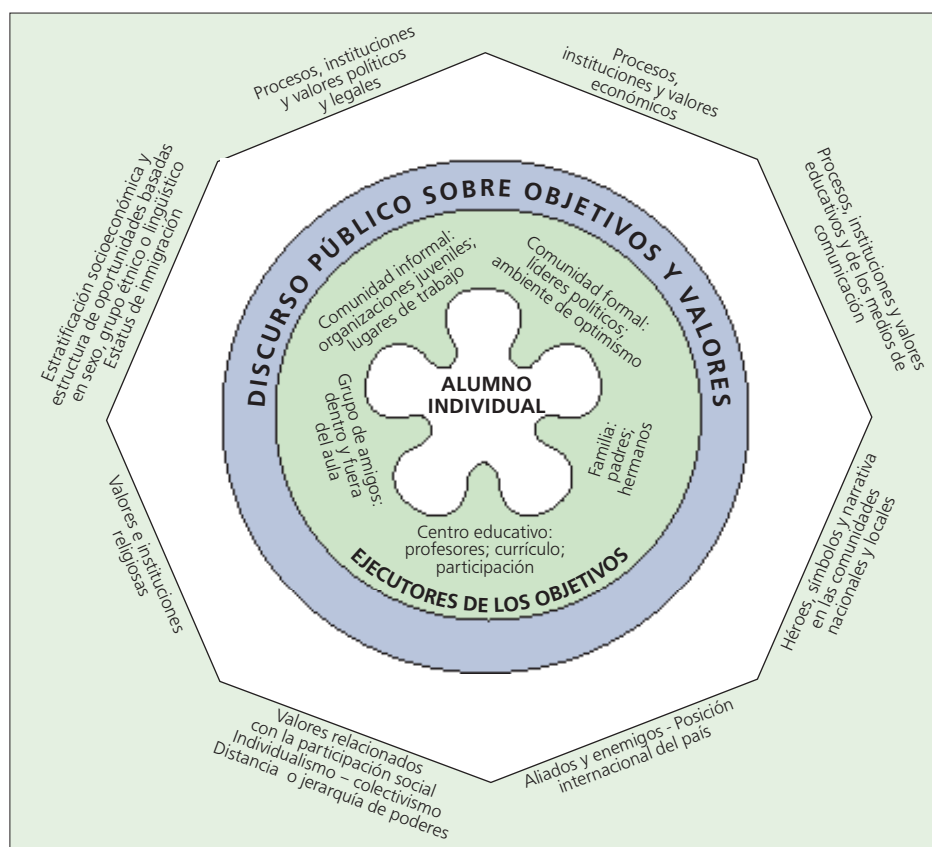 Procesos, instituciones
y valores políticos
y legales
Procesos,
instituciones y valores
económicos
Procesos, instituciones y valores
educativos y de los medios de
comunicación
Héroes, símbolos y narrativa
en las comunidades
nacionales y locales
Aliados y enemigos - Posición
internacional del país
Valores relacionados
con la participación social
Individualismo – colectivismo
Distancia o jerarquía de poderes
Valores e instituciones
religiosas
Estratificación socioeconómica y
estructura de oportunidades basadas
en sexo, grupo étnico o lingüístico
Estatus de inmigración
DISCURSO PÚBLICO SOBRE OBJETIVOS Y VALORES
Comunidad informal:
organizaciones juveniles;
lugares de trabajo
Comunidad formal:
líderes políticos;
ambiente de optimismo
Familia:
padres;
hermanos
Centro educativo:
profesores; currículo;
participación
Grupo de amigos:
dentro y fuera
del aula
ALUMNO
INDIVIDUAL
EJECUTORES DE LOS OBJETIVOS